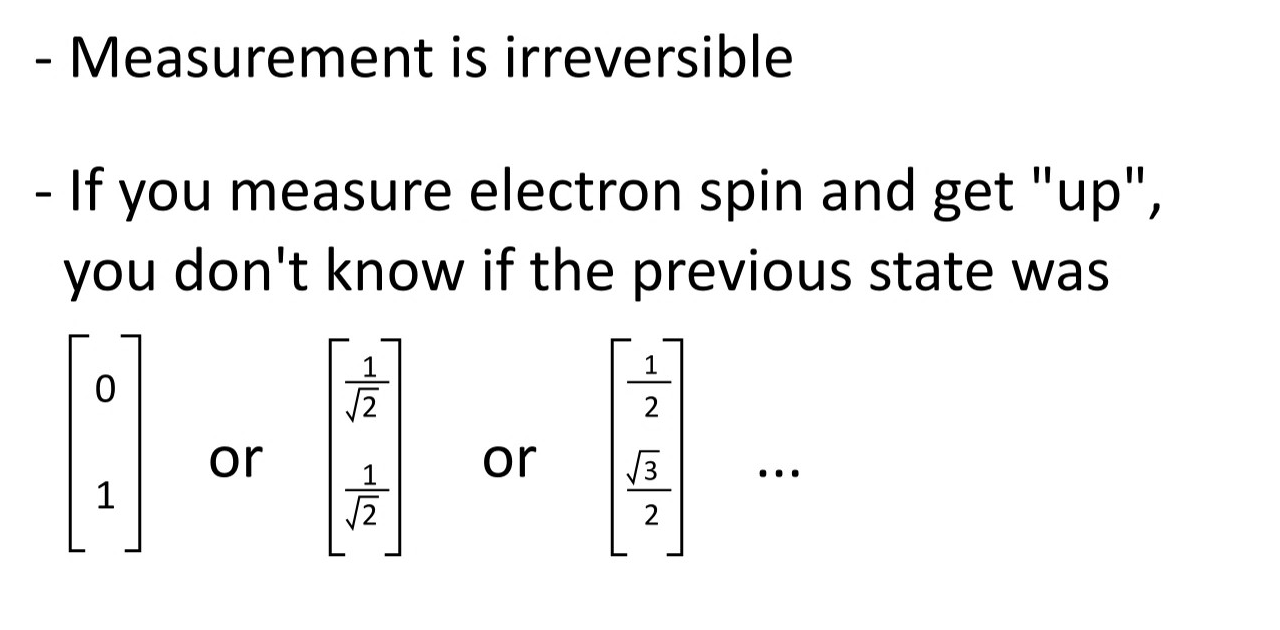 - Measurement is irreversible
- If you measure electron spin and get "up",
you don't know if the previous state was
[0 1] or [1/√2 1/√2] or [1/2 √3/2] ...